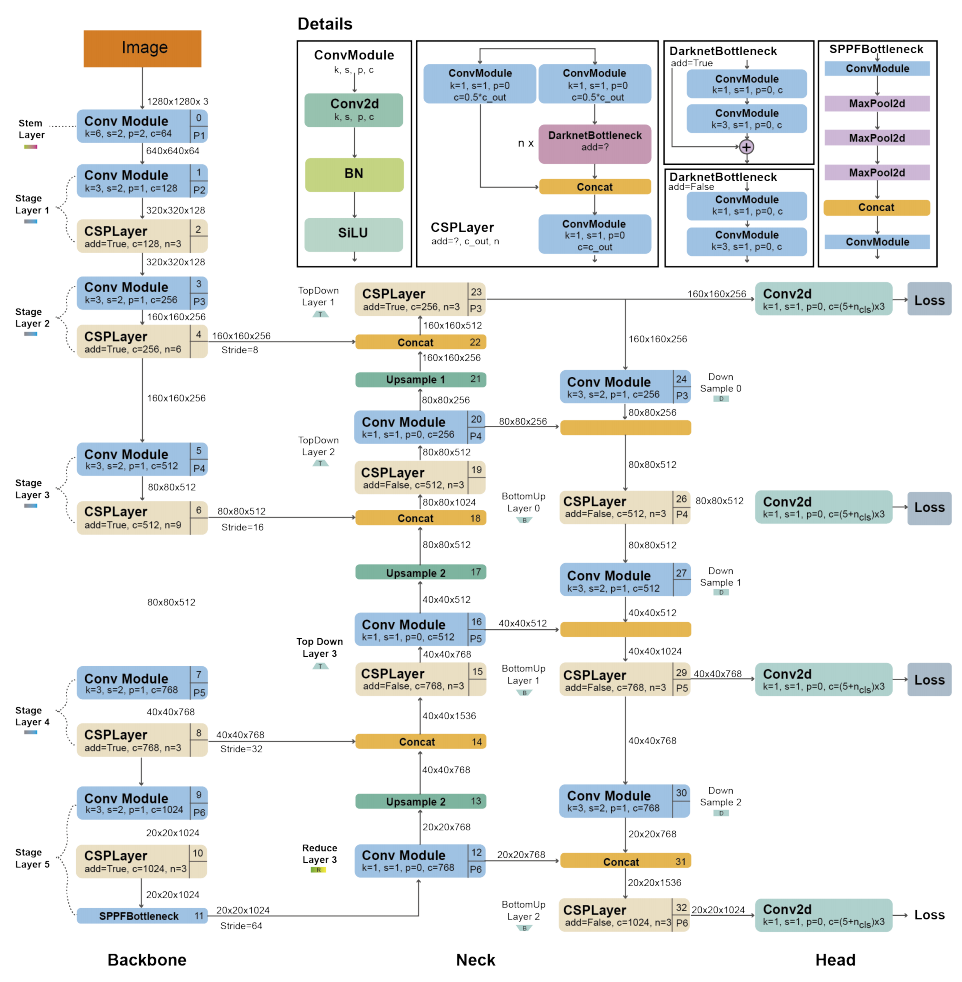 Details
Image
1280x1280x 3
Stem
Layer
Conv Module
k=6, s=2, p=2, c=64
0
P1
640x640x64
Stage
Layer 1
Conv Module
k=3, s=2, p=1, c=128
1
P2
320x320x128
CSPLayer
add=True, c=128, n=3
2
320x320x128
Stage
Layer 2
Conv Module
k=3, s=2, p=1, c=256
3
P3
160x160x256
CSPLayer
add=True, c=256, n=6
4
160x160x256
Stride=8
160x160x256
Stage
Layer 3
Conv Module
k=3, s=2, p=1, c=512
5
P4
80x80x512
CSPLayer
add=True, c=512, n=9
6
80x80x512
Stride=16
80x80x512
Stage
Layer 4
Conv Module
k=3, s=2, p=1, c=768
7
P5
40x40x768
CSPLayer
add=True, c=768, n=3
8
40x40x768
Stride=32
Stage
Layer 5
Conv Module
k=3, s=2, p=1, c=1024
9
P6
20x20x1024
CSPLayer
add=True, c=1024, n=3
10
20x20x1024
SPPFBottleneck
11
20x20x1024
Stride=64
Backbone
ConvModule
k, s, p, c
Conv2d
k, s, p, c
BN
SiLU
ConvModule
k=1, s=1, p=0
c=0.5*c_out
ConvModule
k=1, s=1, p=0
c=0.5*c_out
n x
DarknetBottleneck
add=?
Concat
CSPLayer
add=?, c_out, n
ConvModule
k=1, s=1, p=0
c=c_out
DarknetBottleneck
add=True
ConvModule
k=1, s=1, p=0, c
ConvModule
k=3, s=1, p=0, c
+
DarknetBottleneck
add=False
ConvModule
k=1, s=1, p=0, c
ConvModule
k=3, s=1, p=0, c
SPPFBottleneck
ConvModule
MaxPool2d
MaxPool2d
MaxPool2d
Concat
ConvModule
TopDown
Layer 1
T
CSPLayer
add=True, c=256, n=3
23
P3
160x160x512
Concat
22
160x160x256
Upsample 1
21
80x80x256
TopDown
Layer 2
T
Conv Module
k=1, s=1, p=0, c=256
20
P4
80x80x256
80x80x512
CSPLayer
add=False, c=512, n=3
19
80x80x1024
Concat
18
80x80x512
Upsample 2
17
40x40x512
Top Down
Layer 3
T
Conv Module
k=1, s=1, p=0, c=512
16
P5
40x40x512
40x40x768
CSPLayer
add=False, c=768, n=3
15
40x40x1536
Concat
14
40x40x768
Upsample 2
13
20x20x768
Reduce
Layer 3
R
Conv Module
k=1, s=1, p=0, c=768
12
P6
20x20x768
Neck
160x160x256
160x160x256
Conv Module
k=3, s=2, p=1, c=256
24
P3
Down
Sample 0
D
80x80x256
80x80x512
BottomUp
Layer 0
B
CSPLayer
add=False, c=512, n=3
26
P4
80x80x512
80x80x512
Conv Module
k=3, s=2, p=1, c=512
27
Down
Sample 1
D
40x40x512
40x40x1024
BottomUp
Layer 1
B
CSPLayer
add=False, c=768, n=3
29
P5
40x40x768
40x40x768
Conv Module
k=3, s=2, p=1, c=768
30
Down
Sample 2
D
20x20x768
Concat
31
20x20x1536
BottomUp
Layer 2
B
CSPLayer
add=False, c=1024, n=3
32
P6
20x20x1024
Conv2d
k=1, s=1, p=0, c=(5+ncls)x3
Loss
Conv2d
k=1, s=1, p=0, c=(5+ncls)x3
Loss
Conv2d
k=1, s=1, p=0, c=(5+ncls)x3
Loss
Conv2d
k=1, s=1, p=0, c=(5+ncls)x3
Loss
Head